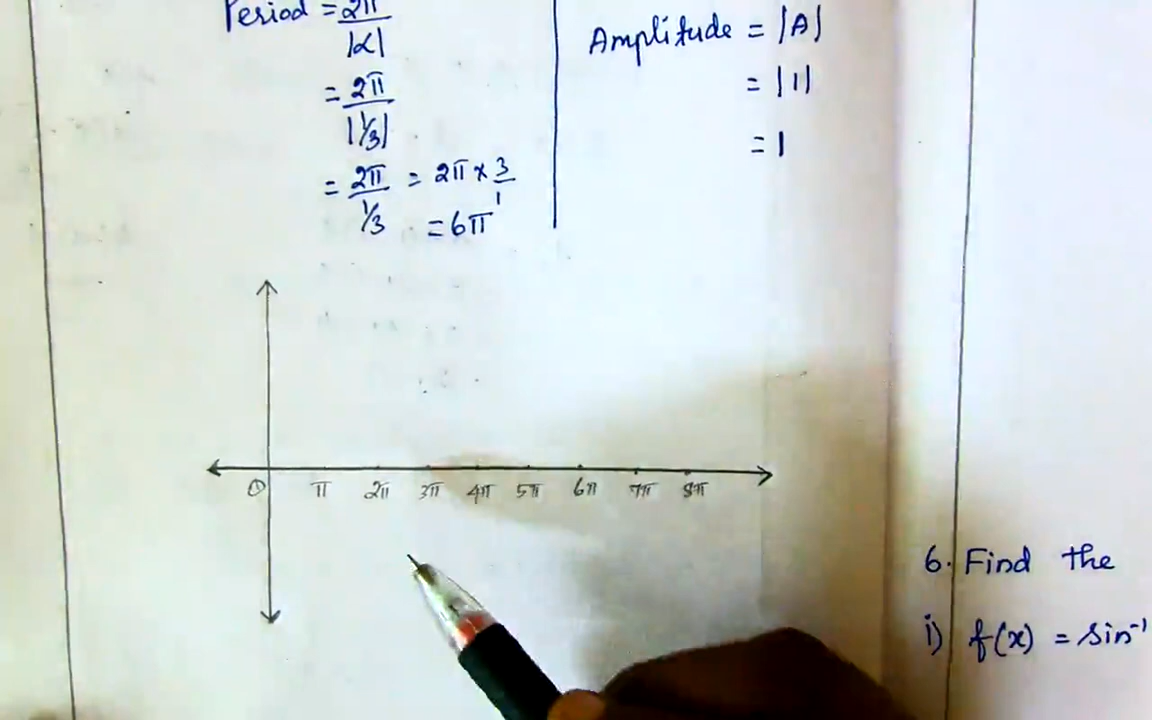 Period = 2π/|α|
= 2π/|1/3|
= 2π/1/3 = 2π × 3/1
= 6π
Amplitude = |A|
= |1|
= 1
0 π 2π 3π 4π 5π 6π 7π 8π
6. Find the
i) f(x) = sin⁻¹